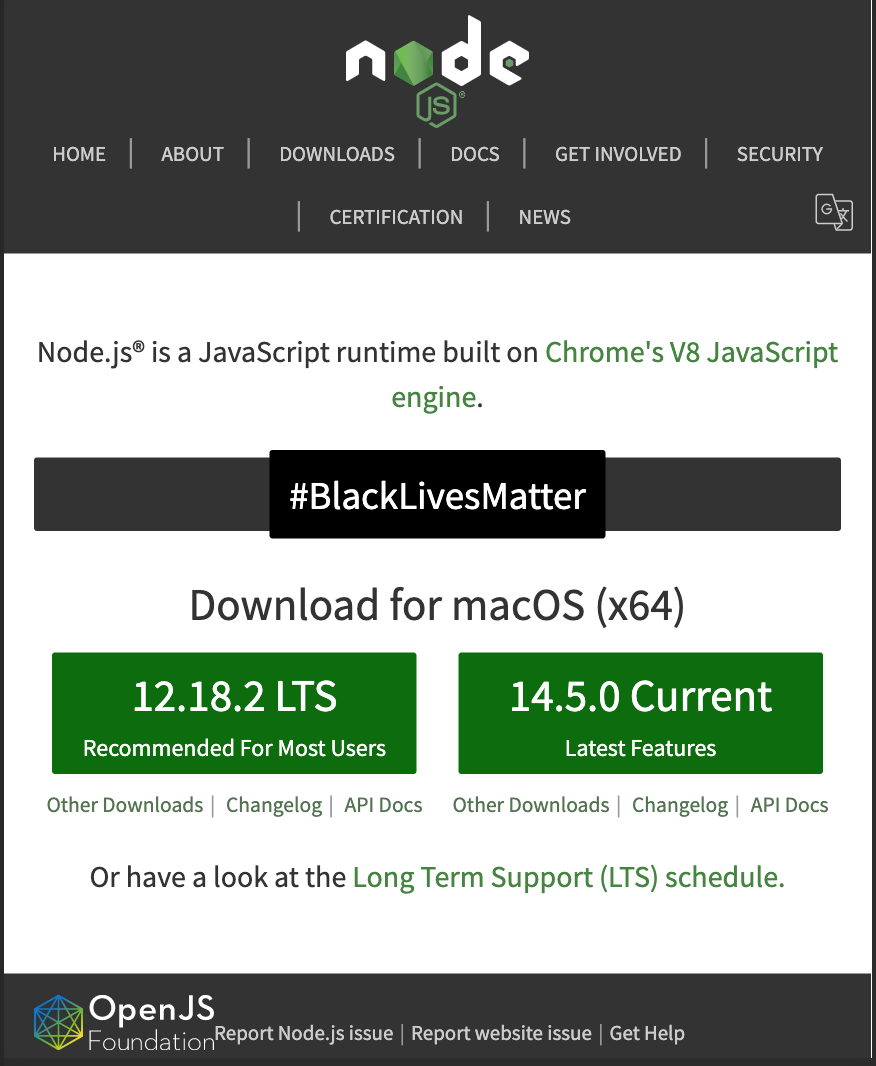 node
JS®
HOME | ABOUT | DOWNLOADS | DOCS | GET INVOLVED | SECURITY
| CERTIFICATION | NEWS
G 文
Node.js® is a JavaScript runtime built on Chrome's V8 JavaScript
engine.
#BlackLivesMatter
Download for macOS (x64)
12.18.2 LTS
Recommended For Most Users
14.5.0 Current
Latest Features
Other Downloads | Changelog | API Docs
Other Downloads | Changelog | API Docs
Or have a look at the Long Term Support (LTS) schedule.
OpenJS
Foundation
Report Node.js issue | Report website issue | Get Help